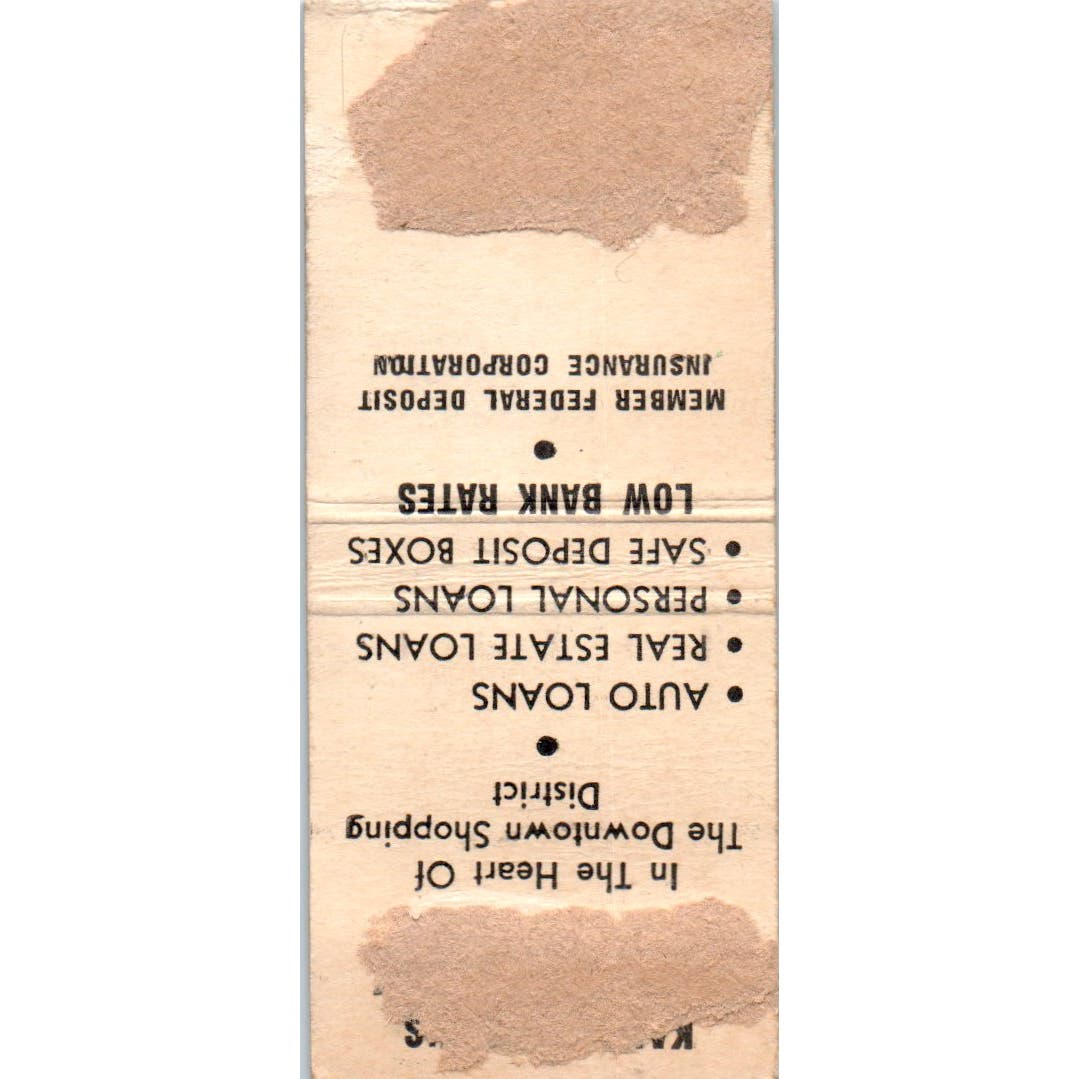 In The Heart Of
The Downtown Shopping
District
•
• AUTO LOANS
• REAL ESTATE LOANS
• PERSONAL LOANS
• SAFE DEPOSIT BOXES
LOW BANK RATES
•
MEMBER FEDERAL DEPOSIT
INSURANCE CORPORATION